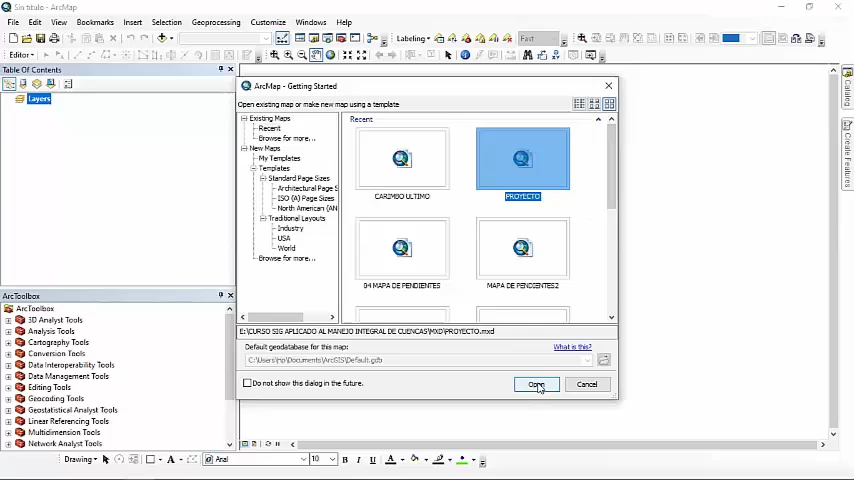 Sin título - ArcMap
File Edit View Bookmarks Insert Selection Geoprocessing Customize Windows Help
Labeling
Fast
Editor
Table Of Contents
Layers
ArcMap - Getting Started
Open existing map or make new map using a template
Existing Maps
Recent
Browse for more...
New Maps
My Templates
Templates
Standard Page Sizes
Architectural Page S
ISO (A) Page Sizes
North American (AN
Traditional Layouts
Industry
USA
World
Browse for more...
Recent
CARIMBO ULTIMO
PROYECTO
04 MAPA DE PENDIENTES
MAPA DE PENDIENTES2
E:\CURSO SIG APLICADO AL MANEJO INTEGRAL DE CUENCAS\MXD\PROYECTO.mxd
Default geodatabase for this map:
What is this?
C:\Users\Hp\Documents\ArcGIS\Default.gdb
Do not show this dialog in the future.
Open
Cancel
ArcToolbox
ArcToolbox
3D Analyst Tools
Analysis Tools
Cartography Tools
Conversion Tools
Data Interoperability Tools
Data Management Tools
Editing Tools
Geocoding Tools
Geostatistical Analyst Tools
Linear Referencing Tools
Multidimension Tools
Network Analyst Tools
Catalog
Create Features
Drawing
Arial
10
B I U A